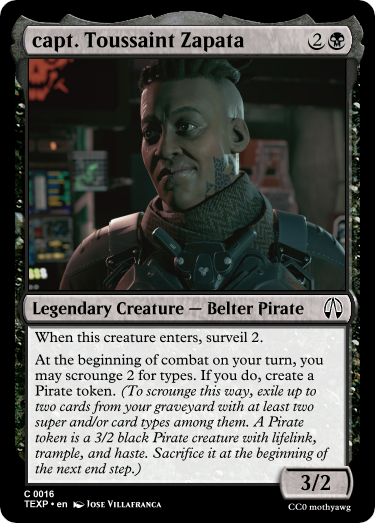 capt. Toussaint Zapata 2
Legendary Creature — Belter Pirate
When this creature enters, surveil 2.
At the beginning of combat on your turn, you
may scrounge 2 for types. If you do, create a
Pirate token. (To scrounge this way, exile up to
two cards from your graveyard with at least two
super and/or card types among them. A Pirate
token is a 3/2 black Pirate creature with lifelink,
trample, and haste. Sacrifice it at the beginning of
the next end step.)
3/2
C 0016
TEXP • en Jose Villafranca
CC0 mothyawg